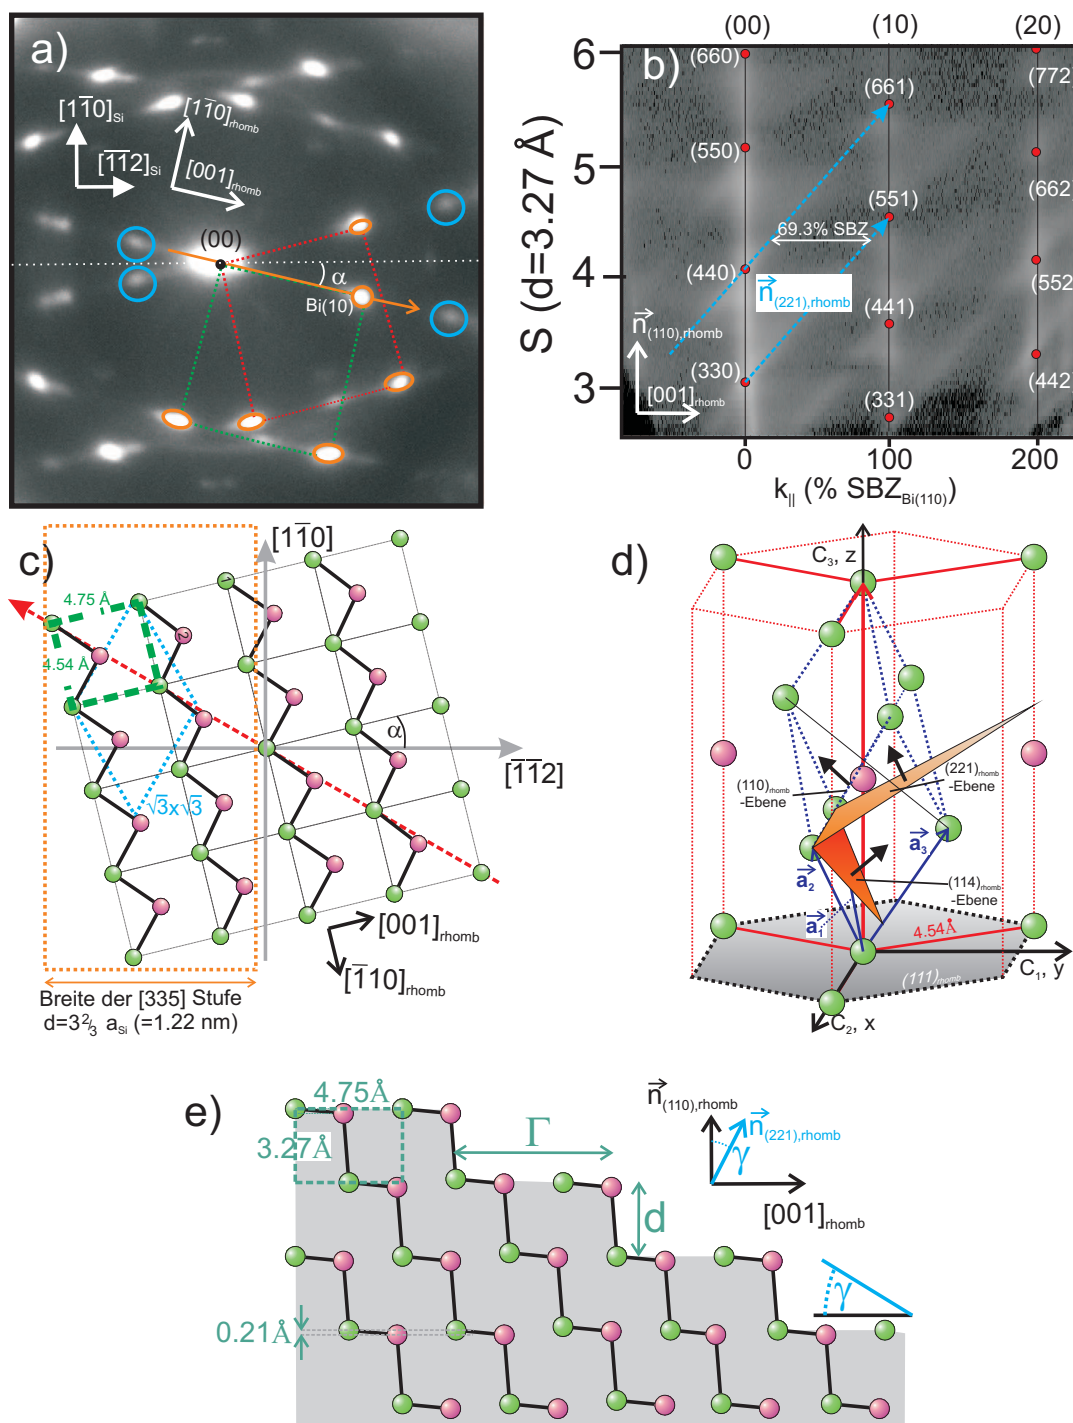 a)
[11̄0]Si
[1̄1̄2]Si
[11̄0]rhomb
[001]rhomb
(00)
α
Bi(10)
(00)
(10)
(20)
b)
6
5
4
3
S (d=3.27 Å)
(660)
(550)
(440)
(330)
(661)
(551)
(441)
(331)
(772)
(662)
(552)
(442)
69.3% SBZ
n⃗(221),rhomb
n⃗(110),rhomb
[001]rhomb
0
100
200
k|| (% SBZBi(110))
c)
[11̄0]
[1̄1̄2]
1
2
4.75 Å
4.54 Å
√3x√3
α
[001]rhomb
[1̄10]rhomb
Breite der [335] Stufe
d=3⅔ aSi (=1.22 nm)
d)
C3, z
(110)rhomb
-Ebene
(221)rhomb
-Ebene
(114)rhomb
-Ebene
a⃗1
a⃗2
a⃗3
4.54Å
(111)rhomb
C1, y
C2, x
e)
4.75Å
3.27Å
Γ
d
0.21Å
n⃗(110),rhomb
n⃗(221),rhomb
γ
[001]rhomb
γ